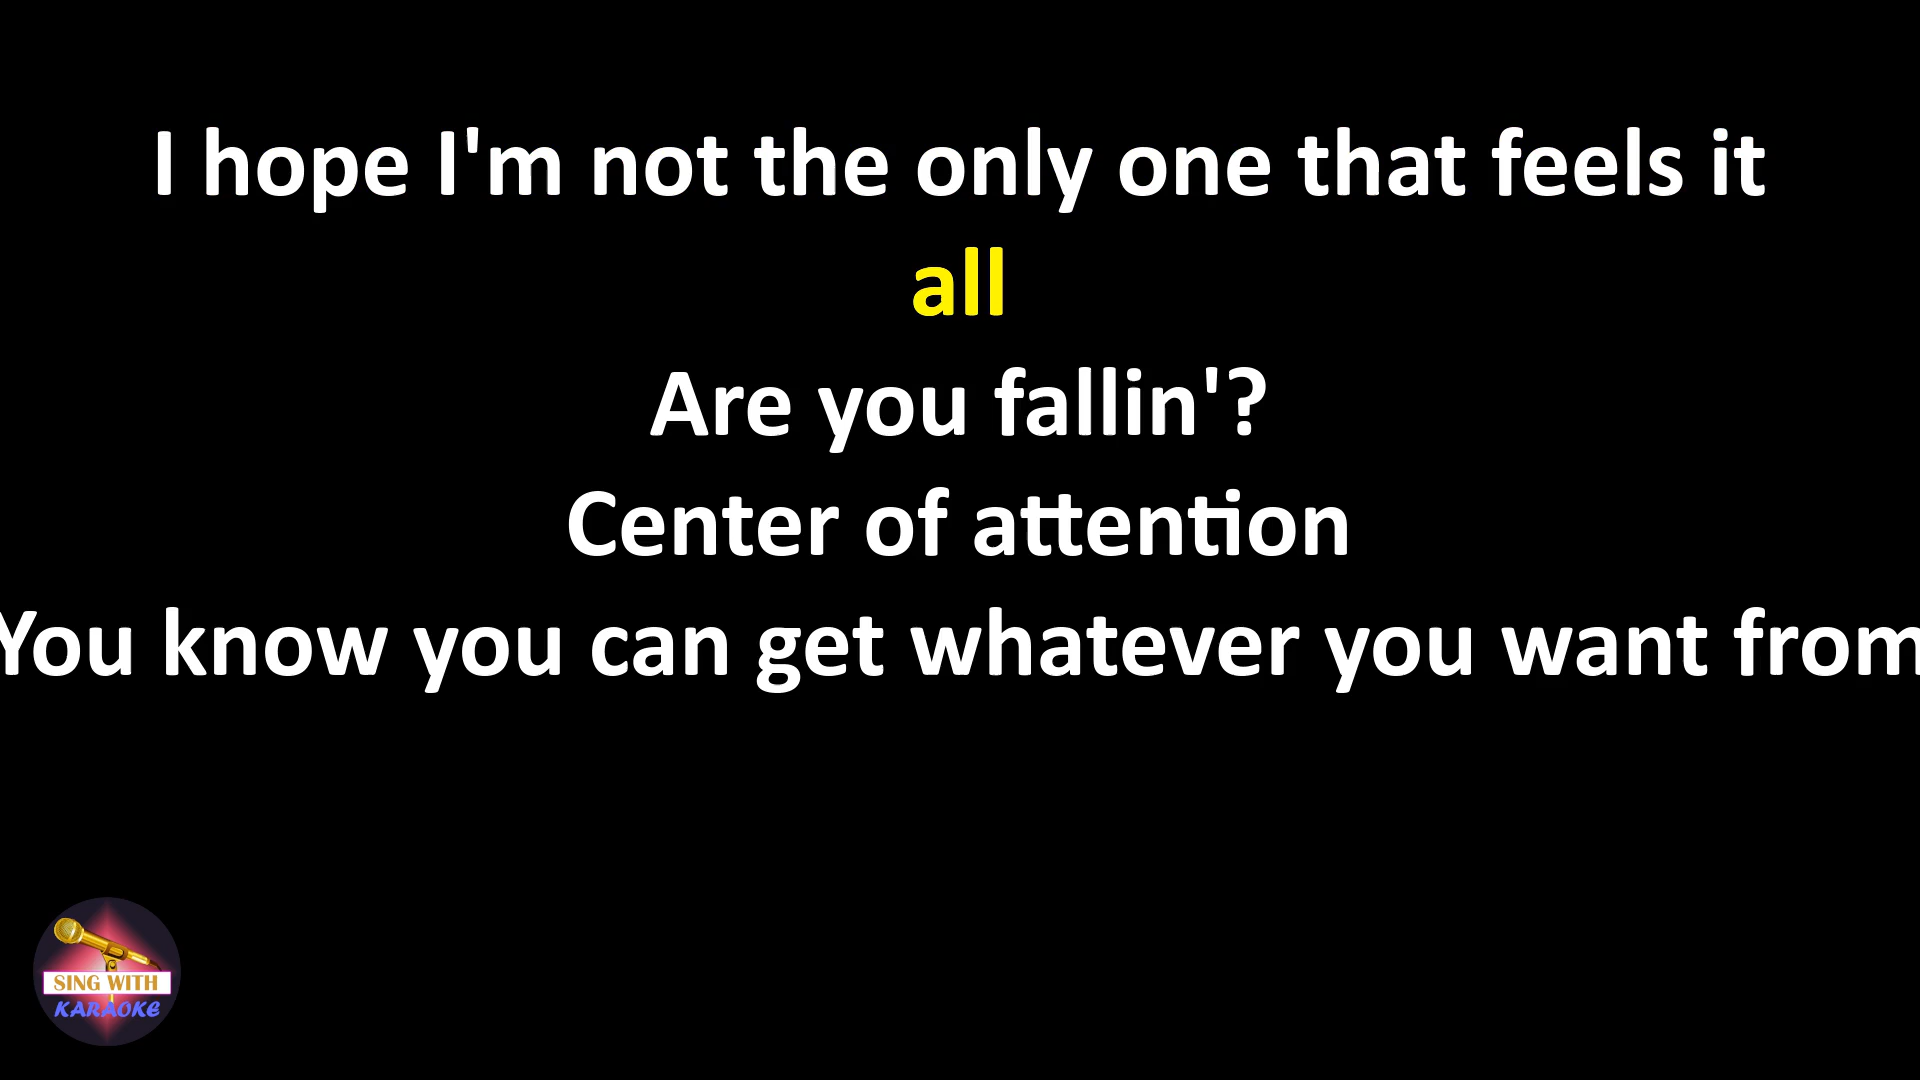 I hope I'm not the only one that feels it
all
Are you fallin'?
Center of attention
You know you can get whatever you want from
SING WITH
KARAOKE